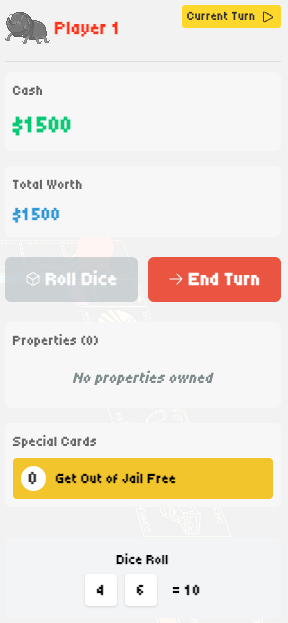 Player 1
Current Turn
Cash
$1500
Total Worth
$1500
Roll Dice
End Turn
Properties (0)
No properties owned
Special Cards
0 Get Out of Jail Free
Dice Roll
4 6 = 10